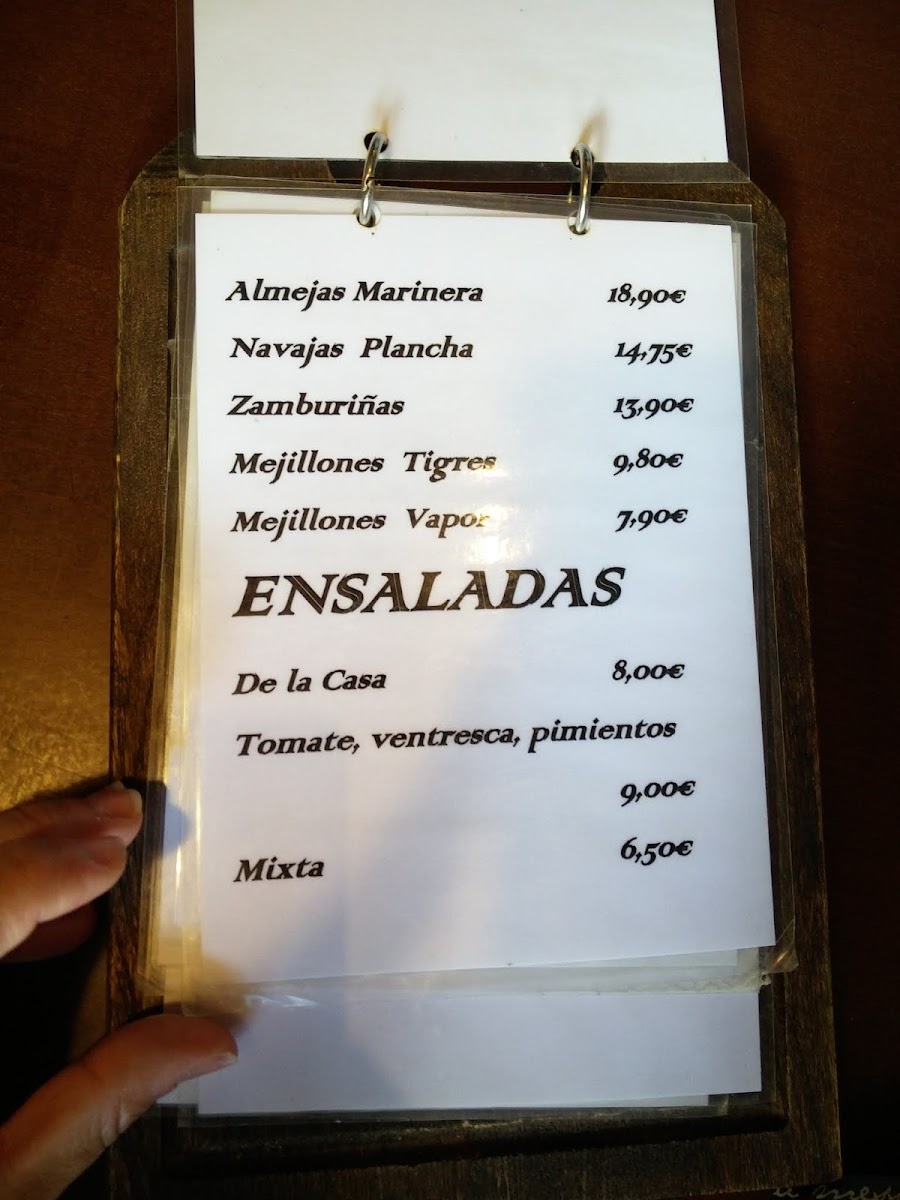 Almejas Marinera 18,90€
Navajas Plancha 14,75€
Zamburiñas 13,90€
Mejillones Tigres 9,80€
Mejillones Vapor 7,90€
ENSALADAS
De la Casa 8,00€
Tomate, ventresca, pimientos
9,00€
Mixta 6,50€